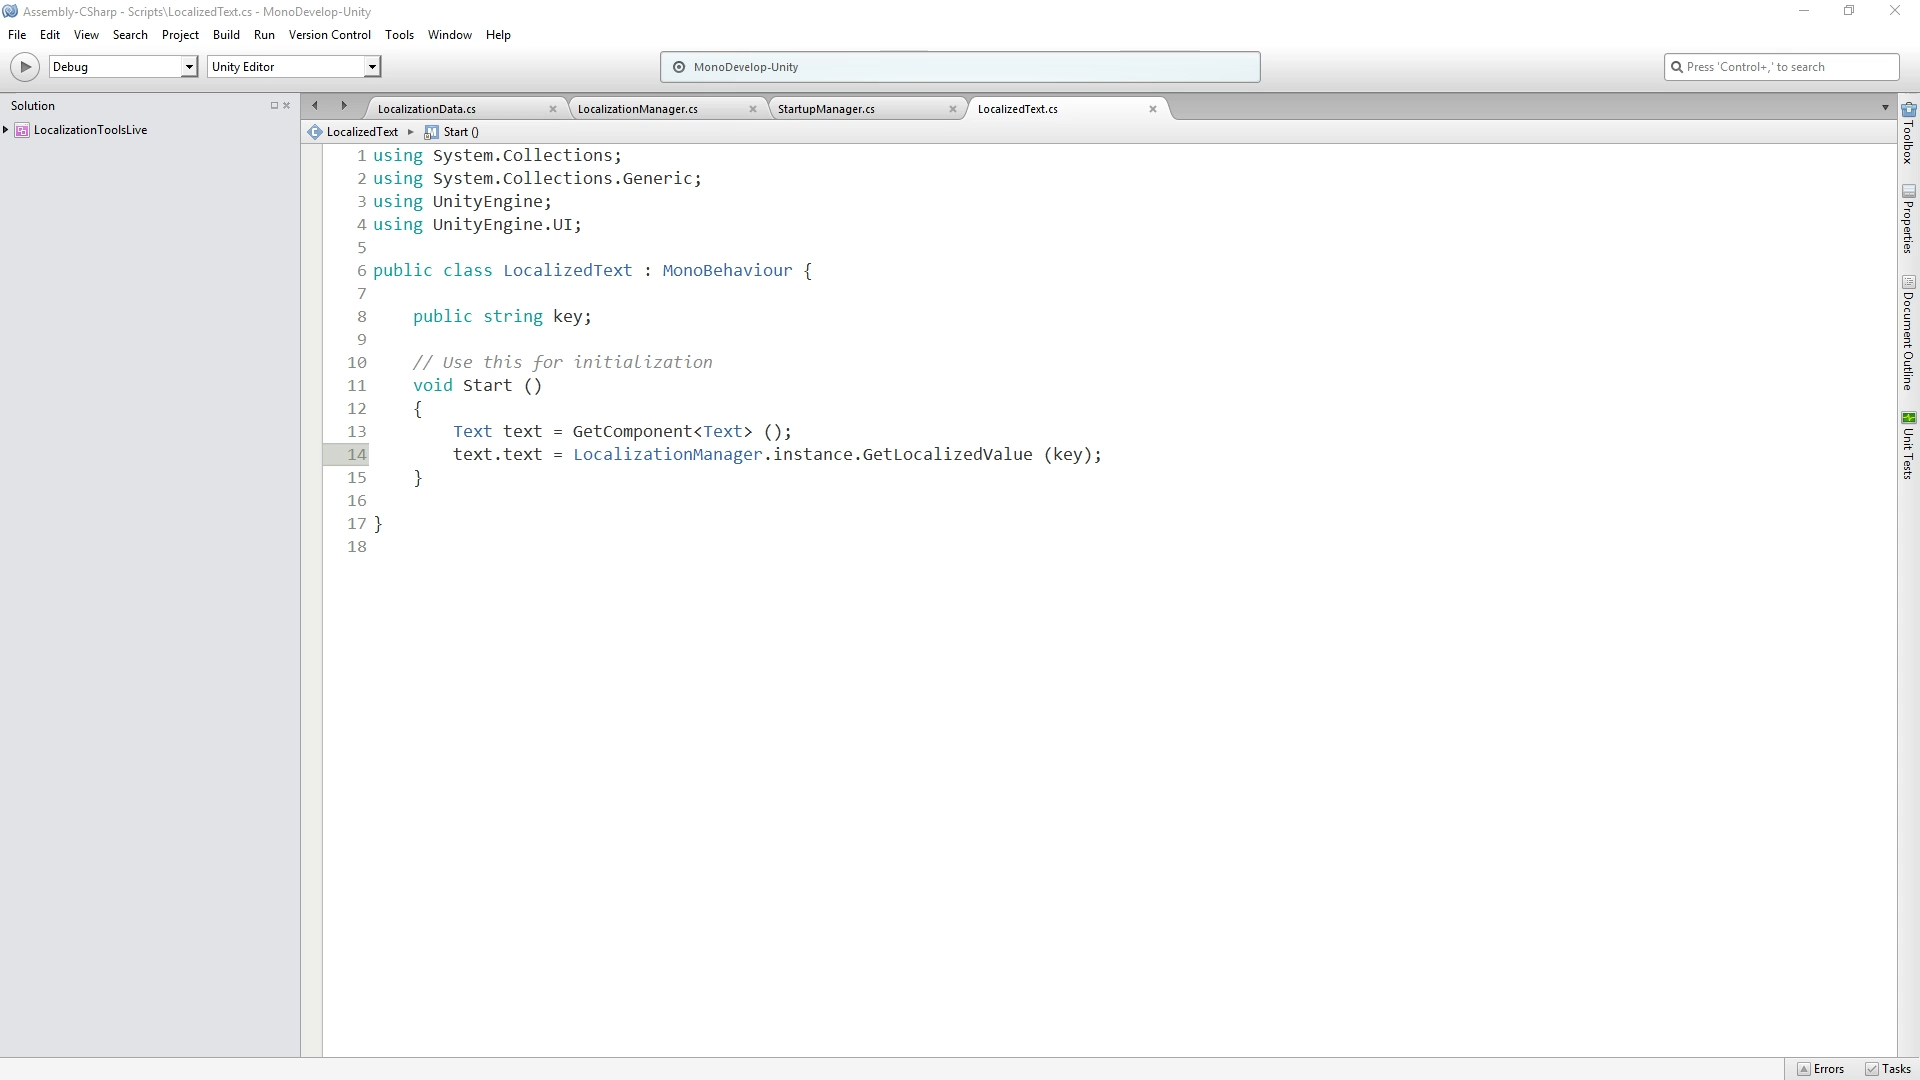 Assembly-CSharp - Scripts\LocalizedText.cs - MonoDevelop-Unity
File Edit View Search Project Build Run Version Control Tools Window Help
Debug Unity Editor MonoDevelop-Unity Press 'Control+,' to search
Solution
LocalizationToolsLive
LocalizationData.cs LocalizationManager.cs StartupManager.cs LocalizedText.cs
LocalizedText Start ()
1 using System.Collections;
2 using System.Collections.Generic;
3 using UnityEngine;
4 using UnityEngine.UI;
5
6 public class LocalizedText : MonoBehaviour {
7
8 public string key;
9
10 // Use this for initialization
11 void Start ()
12 {
13 Text text = GetComponent<Text> ();
14 text.text = LocalizationManager.instance.GetLocalizedValue (key);
15 }
16
17 }
18
Toolbox
Properties
Document Outline
Unit Tests
Errors Tasks